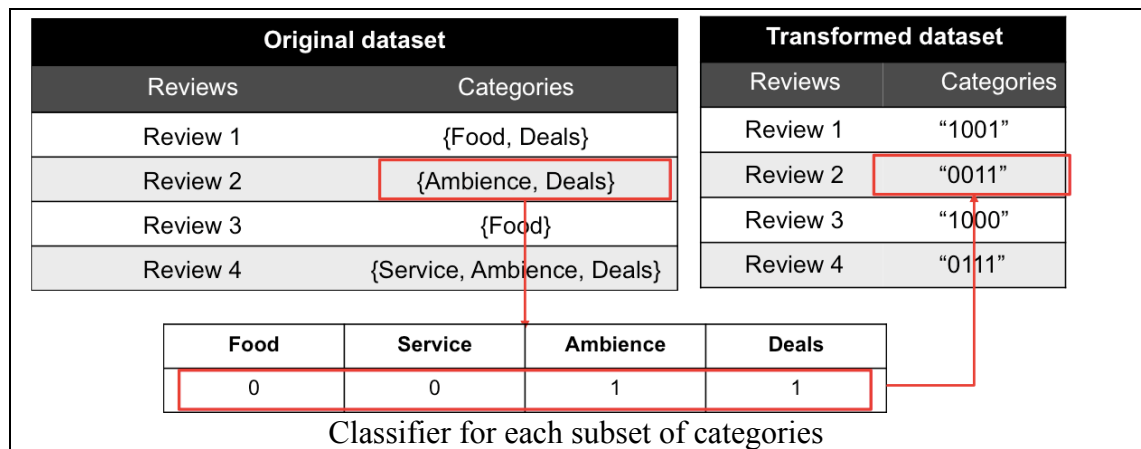 Original dataset
Reviews Categories
Review 1 {Food, Deals}
Review 2 {Ambience, Deals}
Review 3 {Food}
Review 4 {Service, Ambience, Deals}
Transformed dataset
Reviews Categories
Review 1 “1001”
Review 2 “0011”
Review 3 “1000”
Review 4 “0111”
Food Service Ambience Deals
0 0 1 1
Classifier for each subset of categories